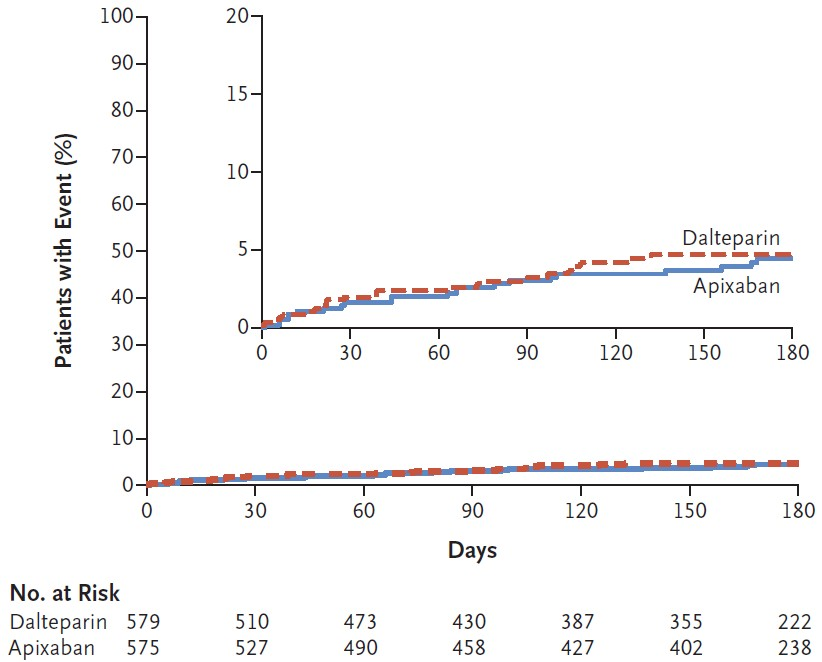 Patients with Event (%)
100
90
80
70
60
50
40
30
20
10
0
20
15
10
5
0
Dalteparin
Apixaban
0 30 60 90 120 150 180
0 30 60 90 120 150 180
Days
No. at Risk
Dalteparin 579 510 473 430 387 355 222
Apixaban 575 527 490 458 427 402 238